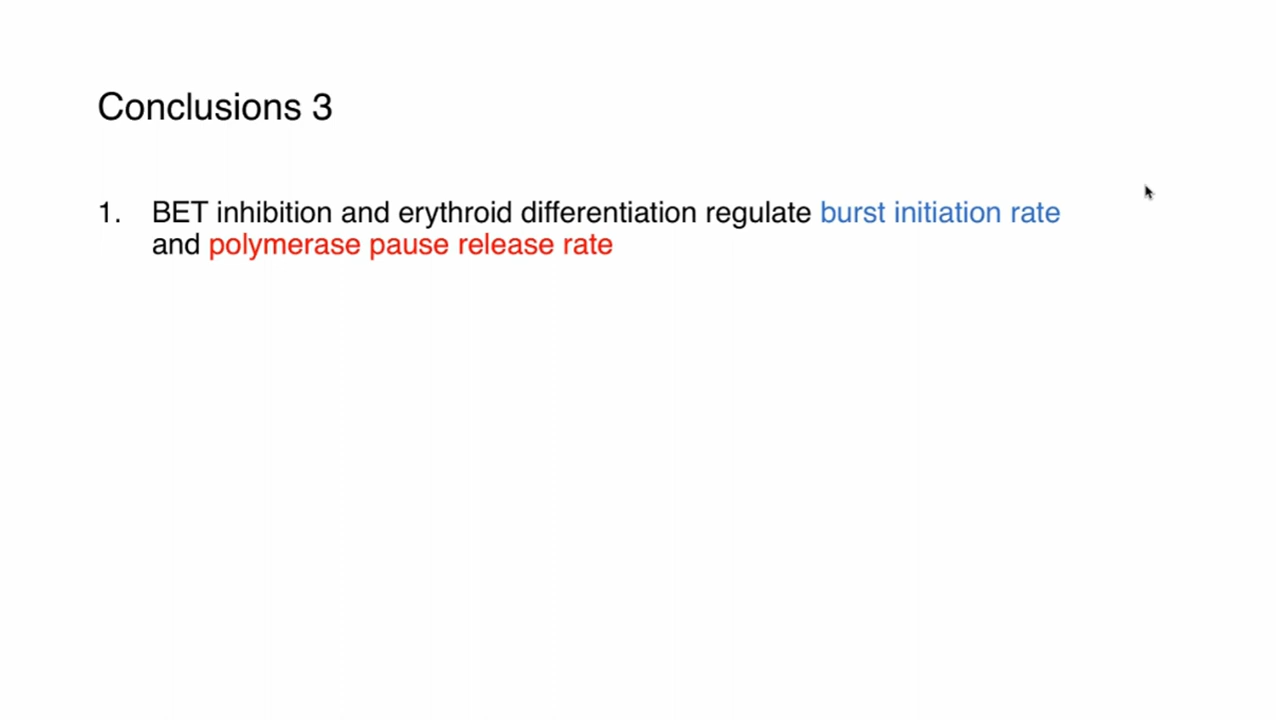 Conclusions 3
1. BET inhibition and erythroid differentiation regulate burst initiation rate
and polymerase pause release rate